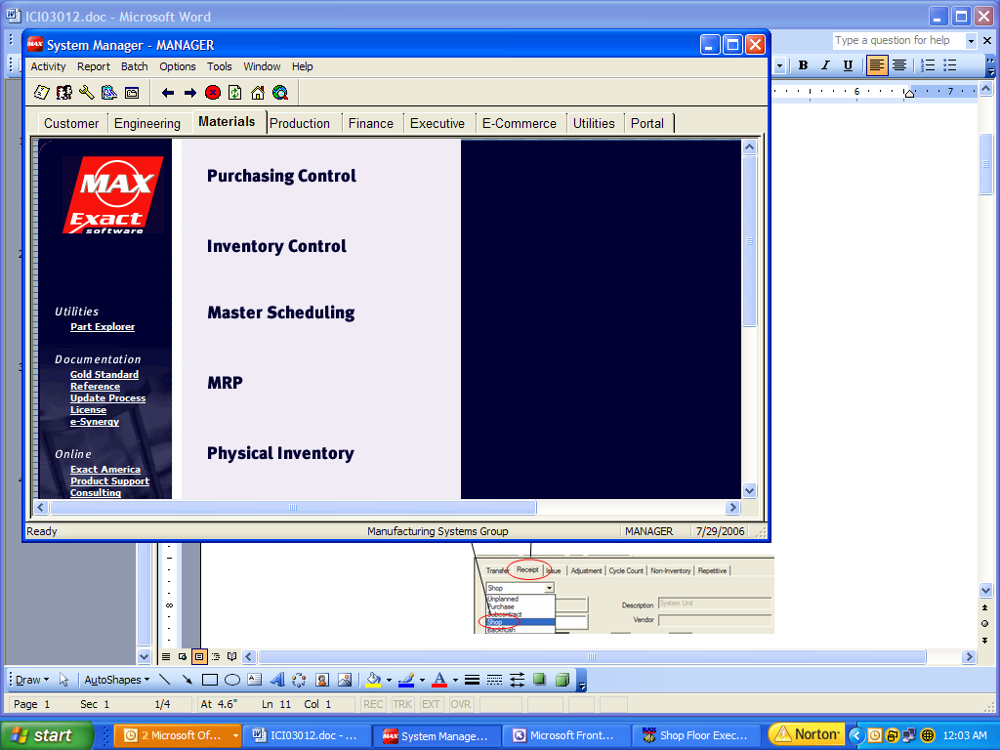 ICI03012.doc - Microsoft Word
System Manager - MANAGER
Type a question for help
Activity Report Batch Options Tools Window Help
B I U
6 7
Customer Engineering Materials Production Finance Executive E-Commerce Utilities Portal
MAX
Exact
software
Purchasing Control
Inventory Control
Master Scheduling
MRP
Physical Inventory
Utilities
Part Explorer
Documentation
Gold Standard
Reference
Update Process
License
e-Synergy
Online
Exact America
Product Support
Consulting
Ready Manufacturing Systems Group MANAGER 7/29/2006
Transfer Receipt Issue Adjustment Cycle Count Non-Inventory Repetitive
Shop
Unplanned
Purchase
Subcontract
Shop
Backflush
Description System Unit
Vendor
Draw AutoShapes
Page 1 Sec 1 1/4 At 4.6" Ln 11 Col 1 REC TRK EXT OVR
start 2 Microsoft Of... ICI03012.doc - ... System Manage... Microsoft Front... Shop Floor Exec... Norton 12:03 AM